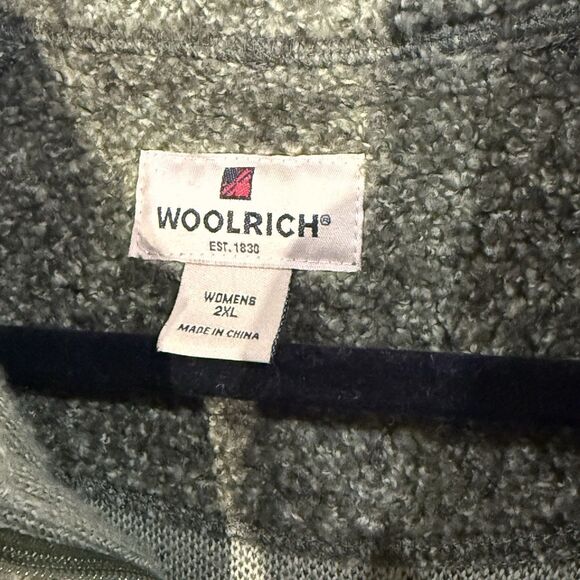 WOOLRICH®
EST. 1830
WOMENS
2XL
MADE IN CHINA